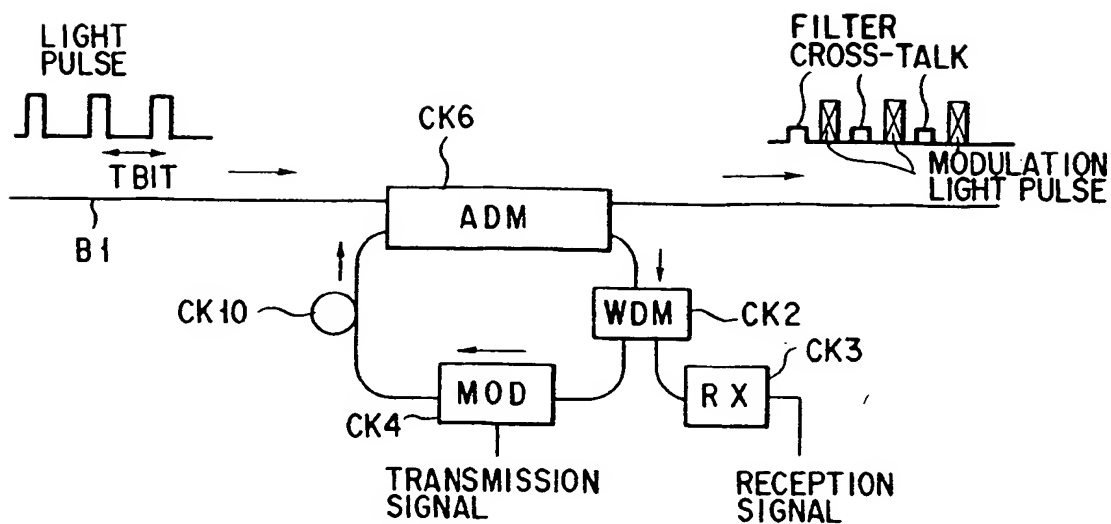 LIGHT
PULSE
FILTER
CROSS-TALK
CK6
TBIT
MODULATION
LIGHT PULSE
ADM
B1
CK10
WDM
CK2
CK3
MOD
RX
CK4
TRANSMISSION
SIGNAL
RECEPTION
SIGNAL